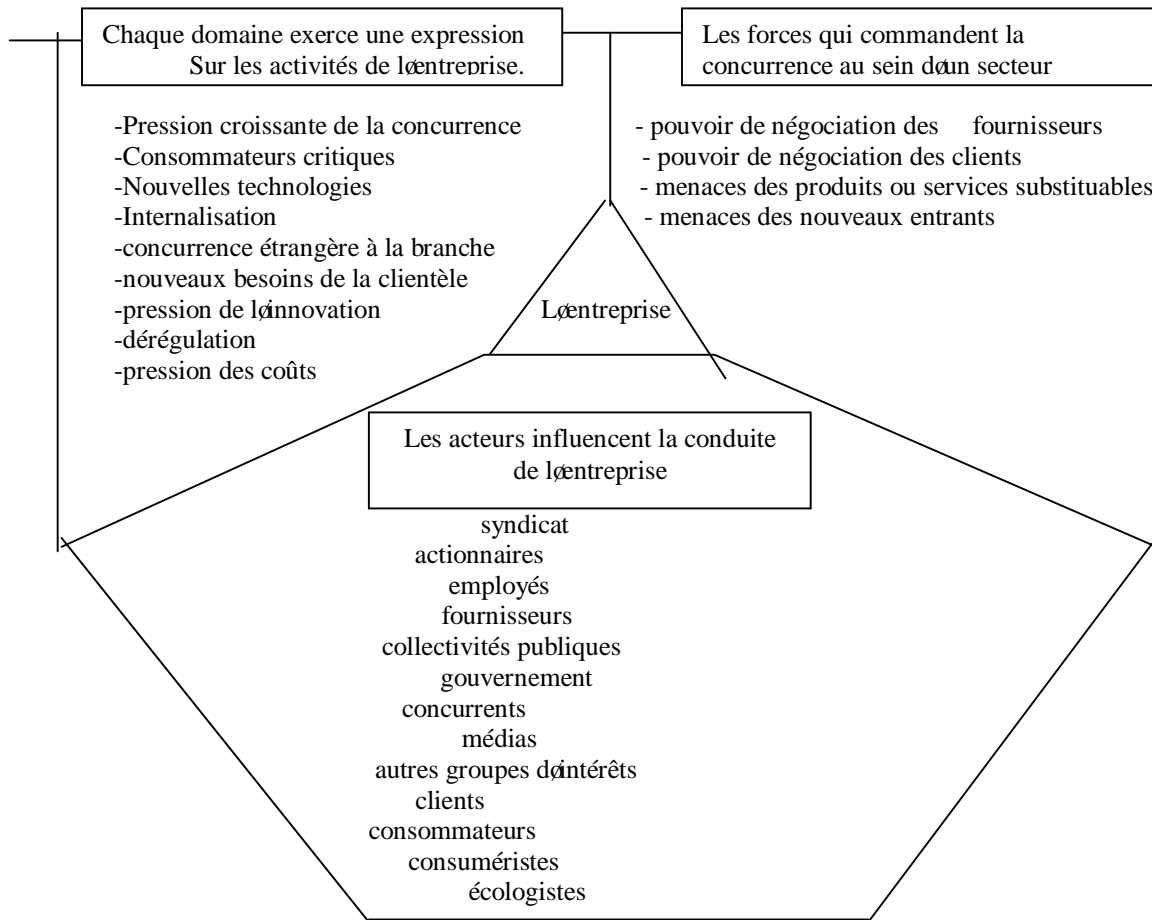 Chaque domaine exerce une expression
Sur les activités de løentreprise.
Les forces qui commandent la
concurrence au sein døun secteur
-Pression croissante de la concurrence
-Consommateurs critiques
-Nouvelles technologies
-Internalisation
-concurrence étrangère à la branche
-nouveaux besoins de la clientèle
-pression de løinnovation
-dérégulation
-pression des coûts
- pouvoir de négociation des fournisseurs
- pouvoir de négociation des clients
- menaces des produits ou services substituables
- menaces des nouveaux entrants
Løentreprise
Les acteurs influencent la conduite
de løentreprise
syndicat
actionnaires
employés
fournisseurs
collectivités publiques
gouvernement
concurrents
médias
autres groupes døintérêts
clients
consommateurs
consuméristes
écologistes